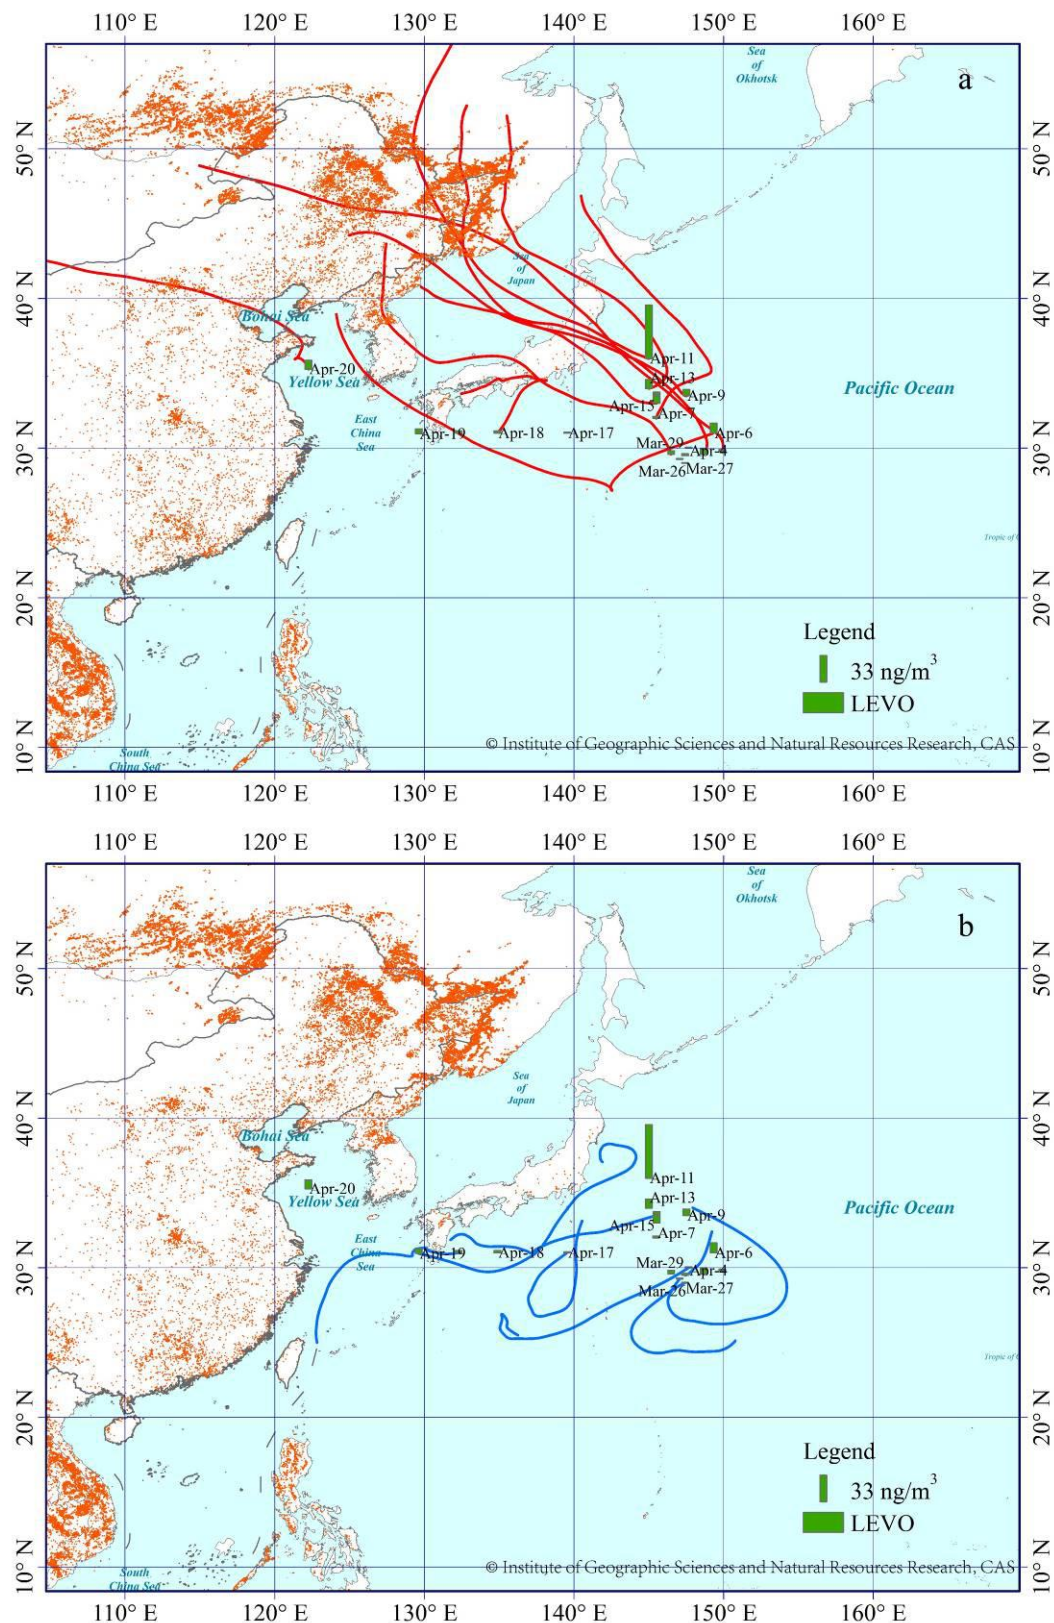 110° E 120° E 130° E 140° E 150° E 160° E
Sea
of
Okhotsk
a
50° N 50° N
Sea
of
Japan
40° N 40° N
Bohai Sea
Apr-11
Apr-20
Apr-13
Yellow Sea
Apr-9
Pacific Ocean
Apr-15
Apr-7
East
China
Sea
Apr-19
Apr-18
Apr-17
Apr-6
30° N 30° N
Mar-29
Apr-4
Mar-26
Mar-27
20° N 20° N
Legend
33 ng/m³
LEVO
10° N 10° N
© Institute of Geographic Sciences and Natural Resources Research, CAS
South
China Sea
110° E 120° E 130° E 140° E 150° E 160° E
110° E 120° E 130° E 140° E 150° E 160° E
Sea
of
Okhotsk
b
50° N 50° N
Sea
of
Japan
40° N 40° N
Bohai Sea
Apr-11
Apr-20
Apr-13
Yellow Sea
Apr-9
Pacific Ocean
Apr-15
Apr-7
East
China
Sea
Apr-19
Apr-18
Apr-17
Apr-6
30° N 30° N
Mar-29
Apr-4
Mar-26
Mar-27
Tropic of
20° N 20° N
Legend
33 ng/m³
LEVO
10° N 10° N
© Institute of Geographic Sciences and Natural Resources Research, CAS
South
China Sea
110° E 120° E 130° E 140° E 150° E 160° E